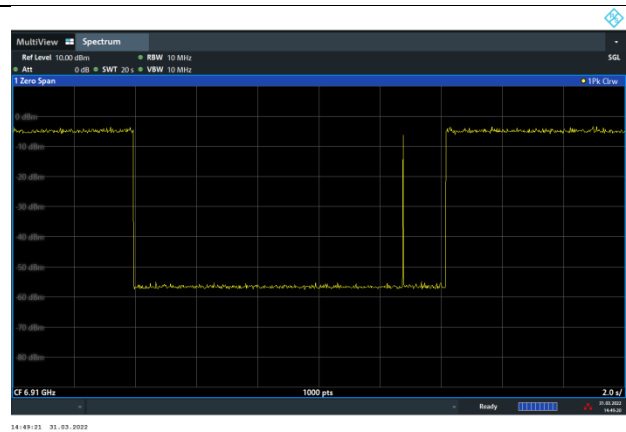 MultiView Spectrum
Ref Level 10.00 dBm RBW 10 MHz SGL
Att 0 dB SWT 20 s VBW 10 MHz
1 Zero Span 1Pk Clrw
0 dBm
-10 dBm
-20 dBm
-30 dBm
-40 dBm
-50 dBm
-60 dBm
-70 dBm
-80 dBm
CF 6.91 GHz 1000 pts 2.0 s/
Ready 31.03.2022
14:49:20
14:49:21 31.03.2022